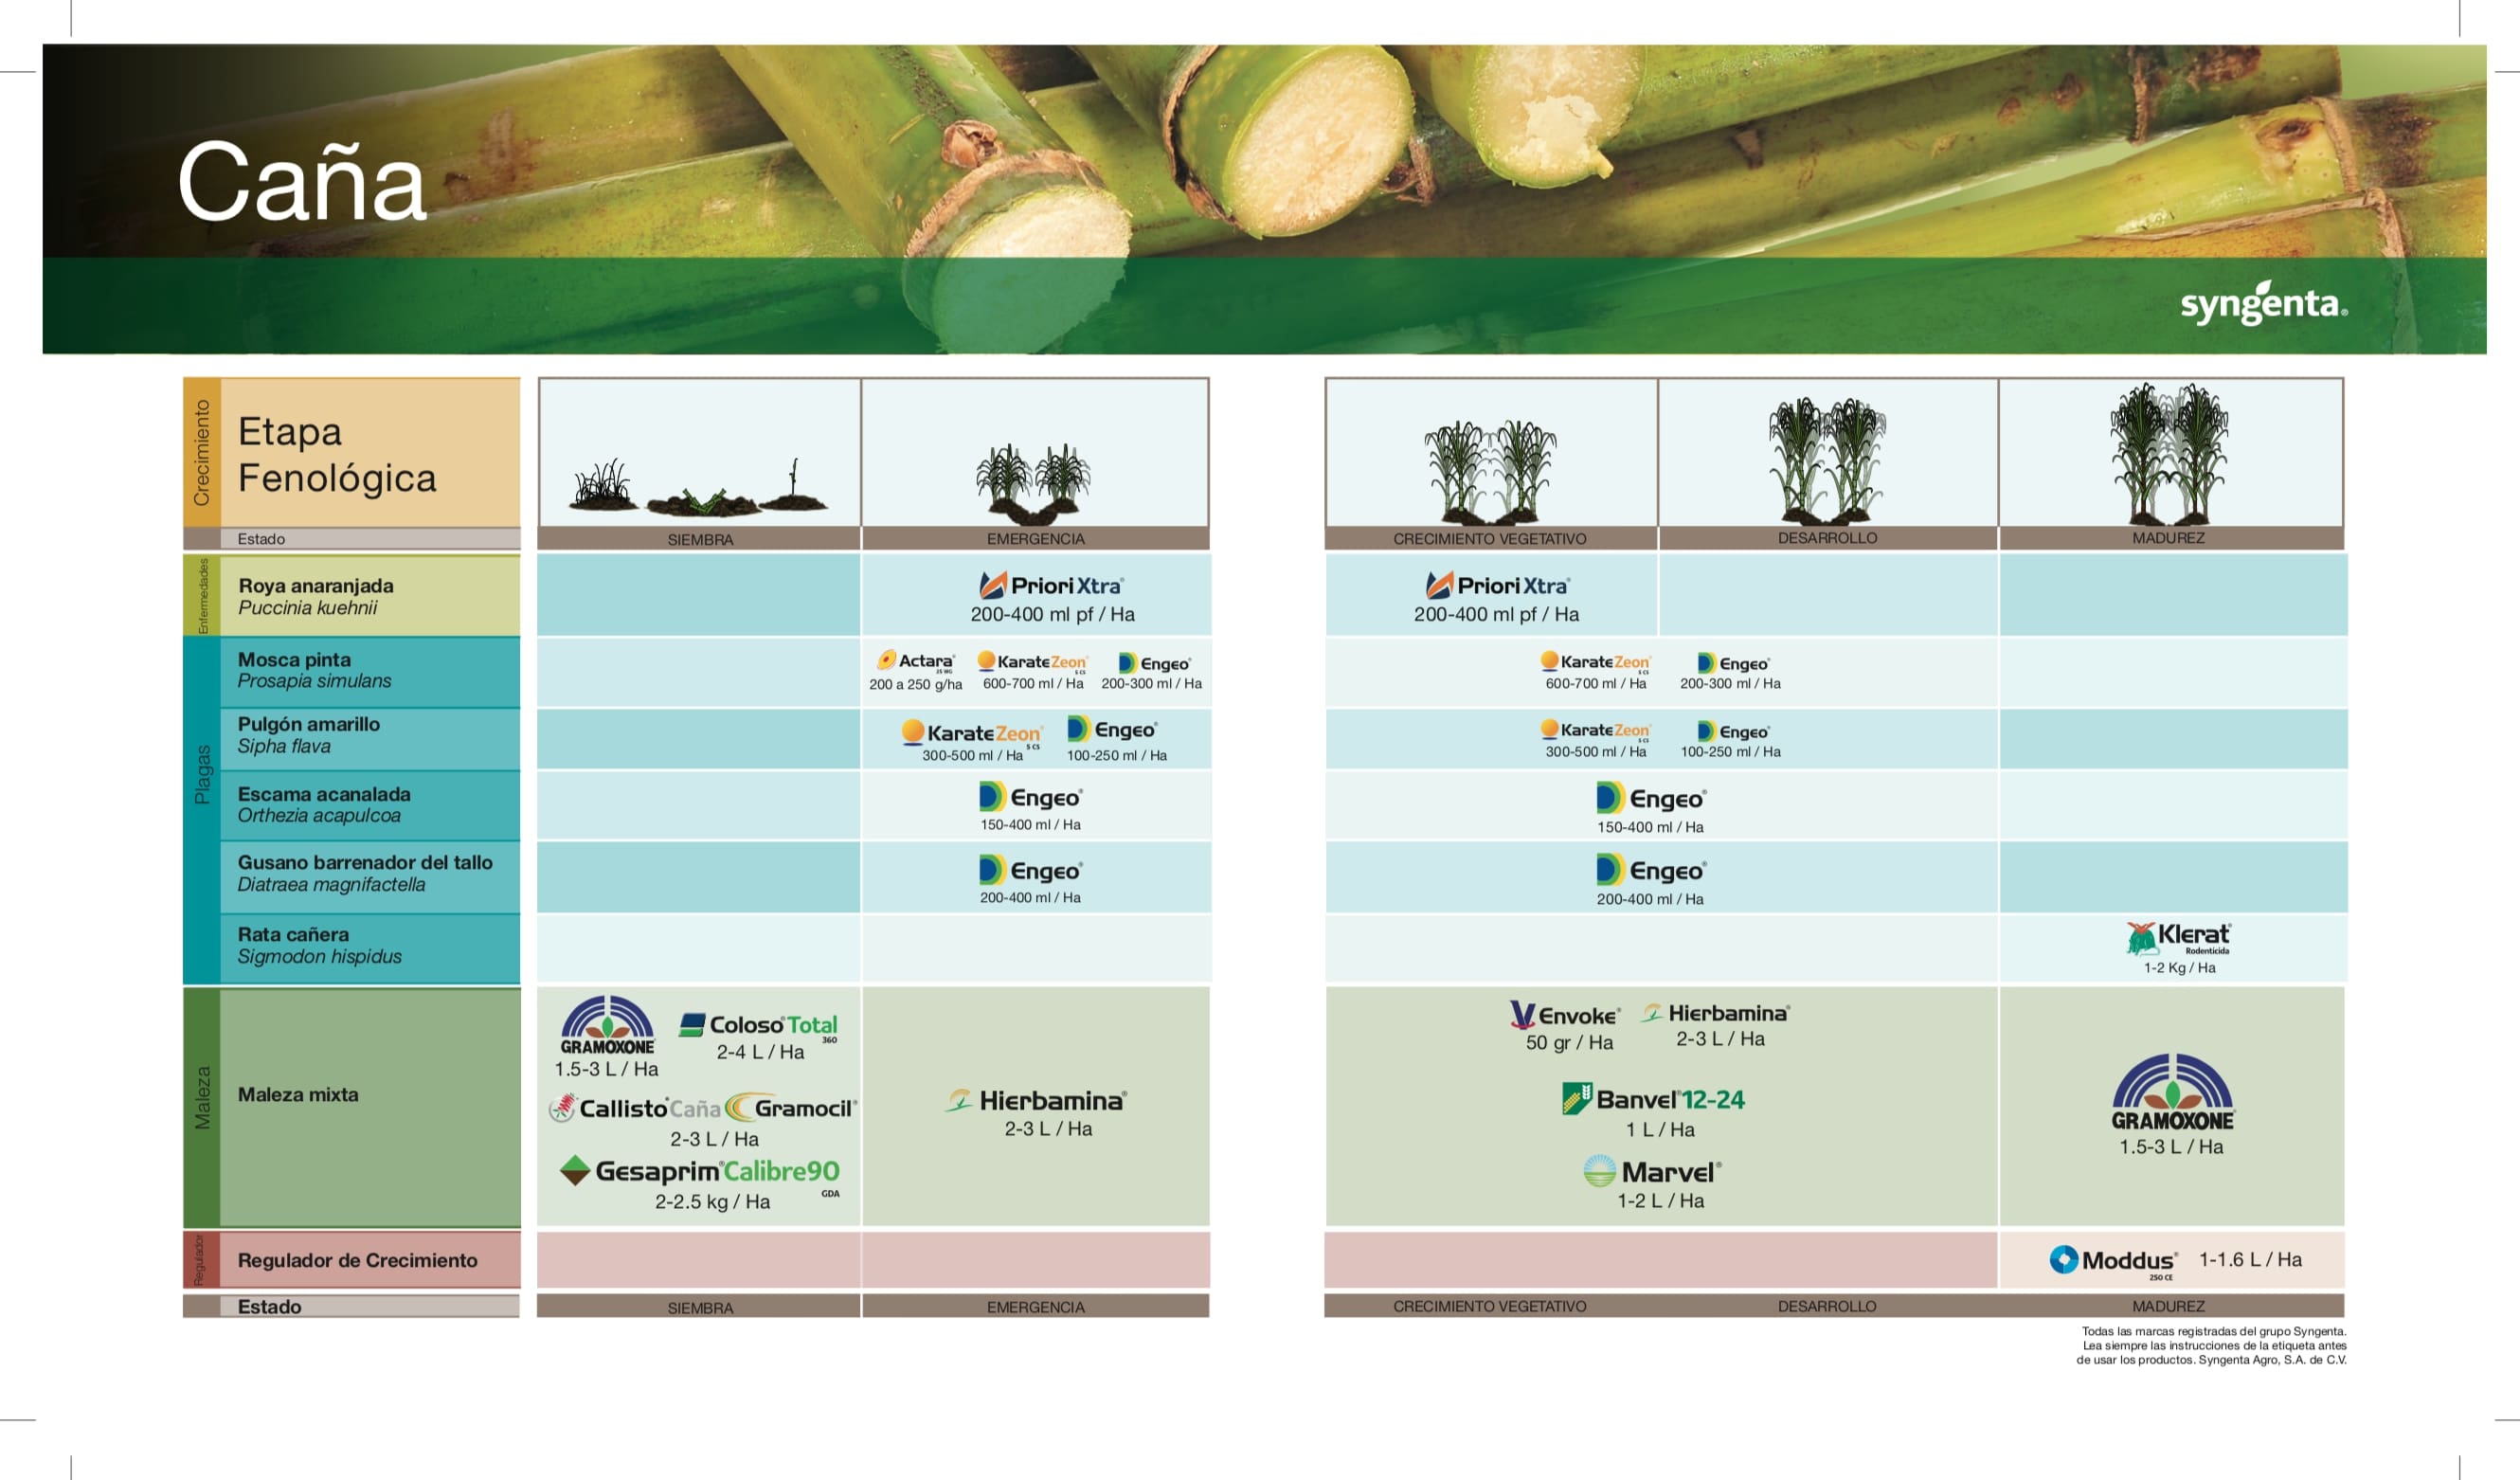 Caña
syngenta®
Crecimiento
Etapa
Fenológica
Estado
SIEMBRA
EMERGENCIA
CRECIMIENTO VEGETATIVO
DESARROLLO
MADUREZ
Enfermedades
Roya anaranjada
Puccinia kuehnii
Priori Xtra®
200-400 ml pf / Ha
Priori Xtra®
200-400 ml pf / Ha
Plagas
Mosca pinta
Prosapia simulans
Actara®
25 WG
200 a 250 g/ha
Karate Zeon®
5 CS
600-700 ml / Ha
Engeo®
200-300 ml / Ha
Karate Zeon®
5 CS
600-700 ml / Ha
Engeo®
200-300 ml / Ha
Pulgón amarillo
Sipha flava
Karate Zeon®
5 CS
300-500 ml / Ha
Engeo®
100-250 ml / Ha
Karate Zeon®
5 CS
300-500 ml / Ha
Engeo®
100-250 ml / Ha
Escama acanalada
Orthezia acapulcoa
Engeo®
150-400 ml / Ha
Engeo®
150-400 ml / Ha
Gusano barrenador del tallo
Diatraea magnifactella
Engeo®
200-400 ml / Ha
Engeo®
200-400 ml / Ha
Rata cañera
Sigmodon hispidus
Klerat®
Rodenticida
1-2 Kg / Ha
Maleza
Maleza mixta
GRAMOXONE®
1.5-3 L / Ha
Coloso® Total
360
2-4 L / Ha
Callisto® Caña
Gramocil®
2-3 L / Ha
Gesaprim® Calibre90
GDA
2-2.5 kg / Ha
Hierbamina®
2-3 L / Ha
Envoke®
50 gr / Ha
Hierbamina®
2-3 L / Ha
Banvel® 12-24
1 L / Ha
Marvel®
1-2 L / Ha
GRAMOXONE®
1.5-3 L / Ha
Regulador
Regulador de Crecimiento
Moddus®
250 CE
1-1.6 L / Ha
Estado
SIEMBRA
EMERGENCIA
CRECIMIENTO VEGETATIVO
DESARROLLO
MADUREZ
Todas las marcas registradas del grupo Syngenta.
Lea siempre las instrucciones de la etiqueta antes
de usar los productos. Syngenta Agro, S.A. de C.V.